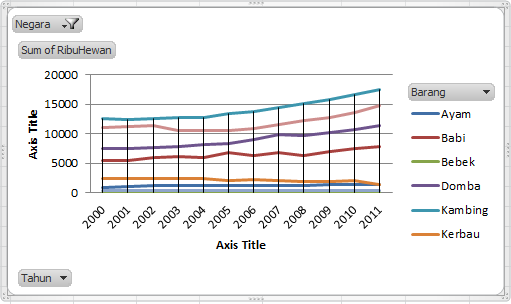 Negara
Sum of RibuHewan
20000
15000
10000
5000
0
Axis Title
2000
2001
2002
2003
2004
2005
2006
2007
2008
2009
2010
2011
Axis Title
Barang
Ayam
Babi
Bebek
Domba
Kambing
Kerbau
Tahun